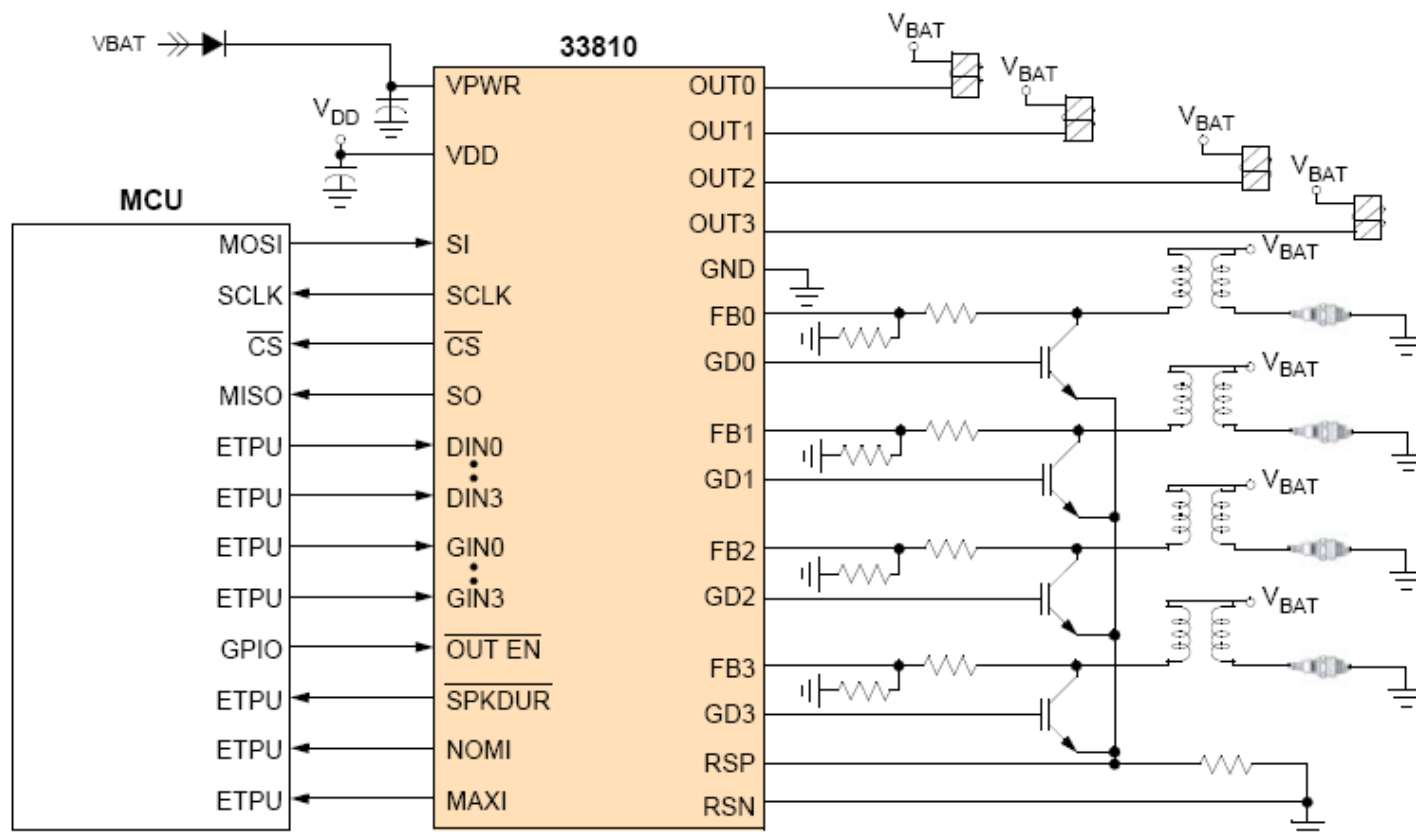 33810
VBAT
VPWR
V DD
VDD
MCU
MOSI
SCLK
CS
MISO
ETPU
ETPU
ETPU
ETPU
GPIO
ETPU
ETPU
ETPU
SI
SCLK
CS
SO
DIN0
DIN3
GIN0
GIN3
OUT EN
SPKDUR
NOMI
MAXI
OUT0
OUT1
OUT2
OUT3
GND
FB0
GD0
FB1
GD1
FB2
GD2
FB3
GD3
RSP
RSN
VBAT
VBAT
VBAT
VBAT
VBAT
VBAT
VBAT
VBAT